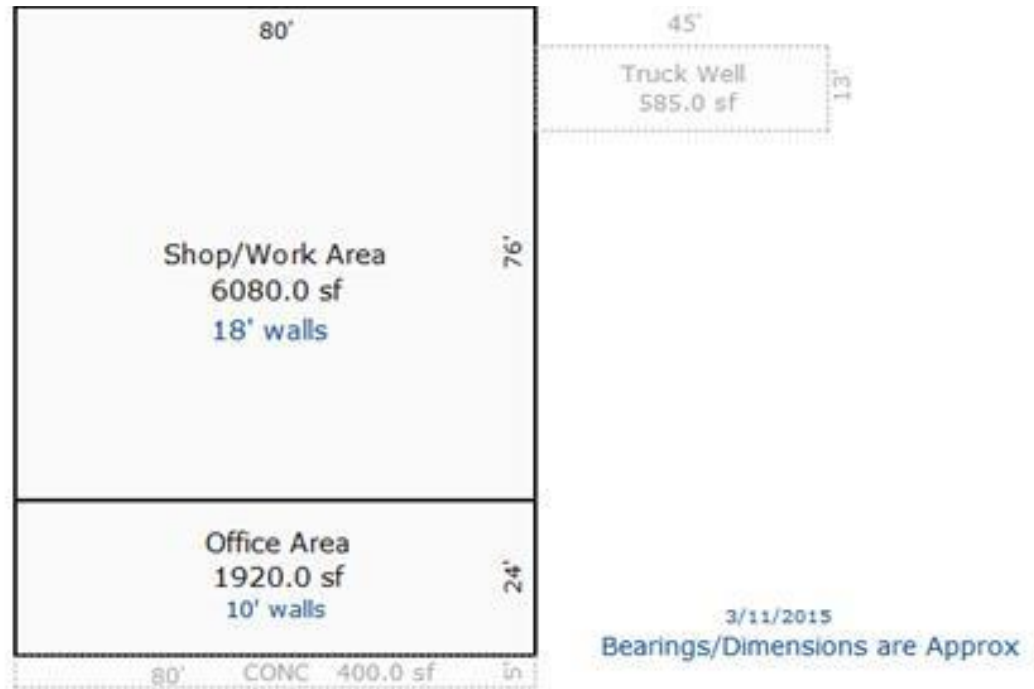 80'
45'
Truck Well
585.0 sf
13'
Shop/Work Area
6080.0 sf
18' walls
76'
Office Area
1920.0 sf
10' walls
24'
80' CONC 400.0 sf 5'
3/11/2015
Bearings/Dimensions are Approx